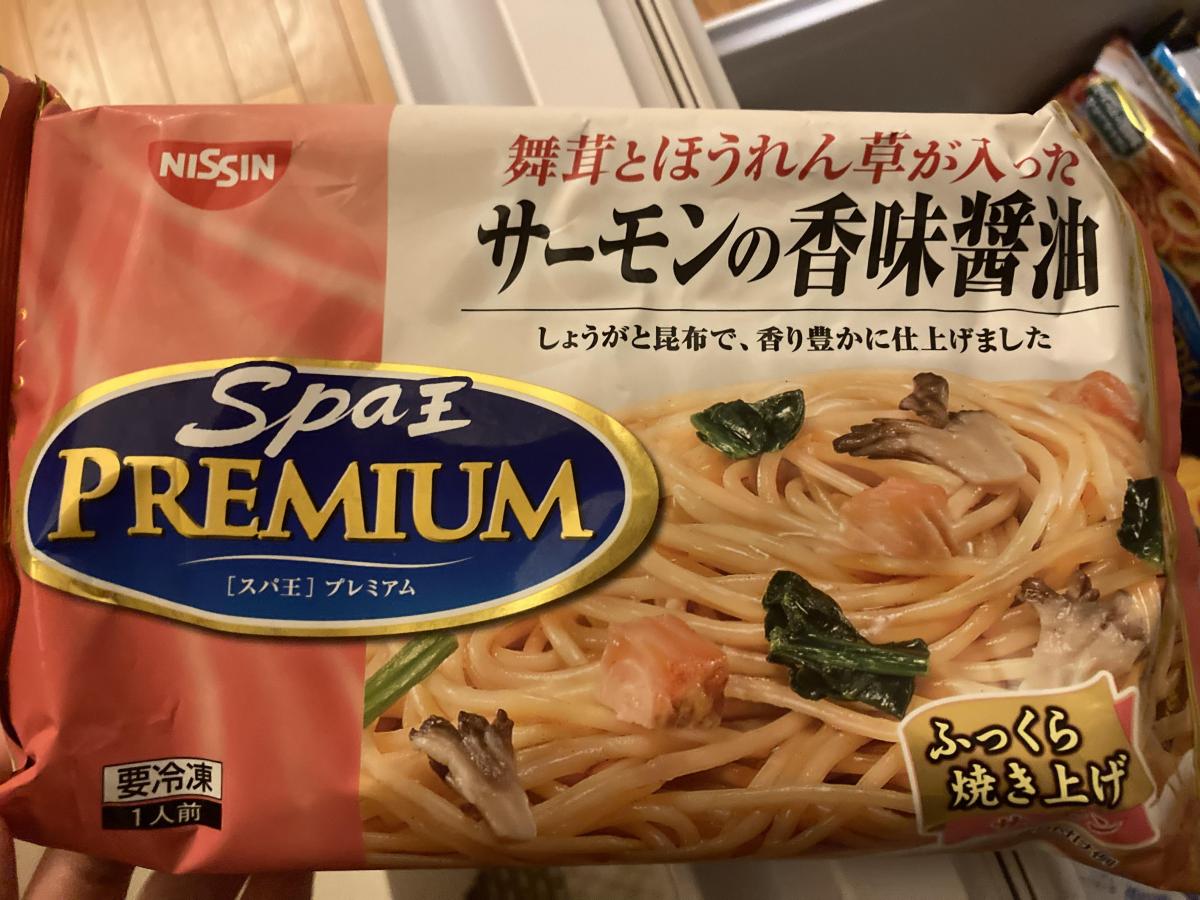 NISSIN
舞茸とほうれん草が入った
サーモンの香味醤油
しょうがと昆布で、香り豊かに仕上げました
Spa王
PREMIUM
[スパ王] プレミアム
ふっくら
焼き上げ
要冷凍
1人前